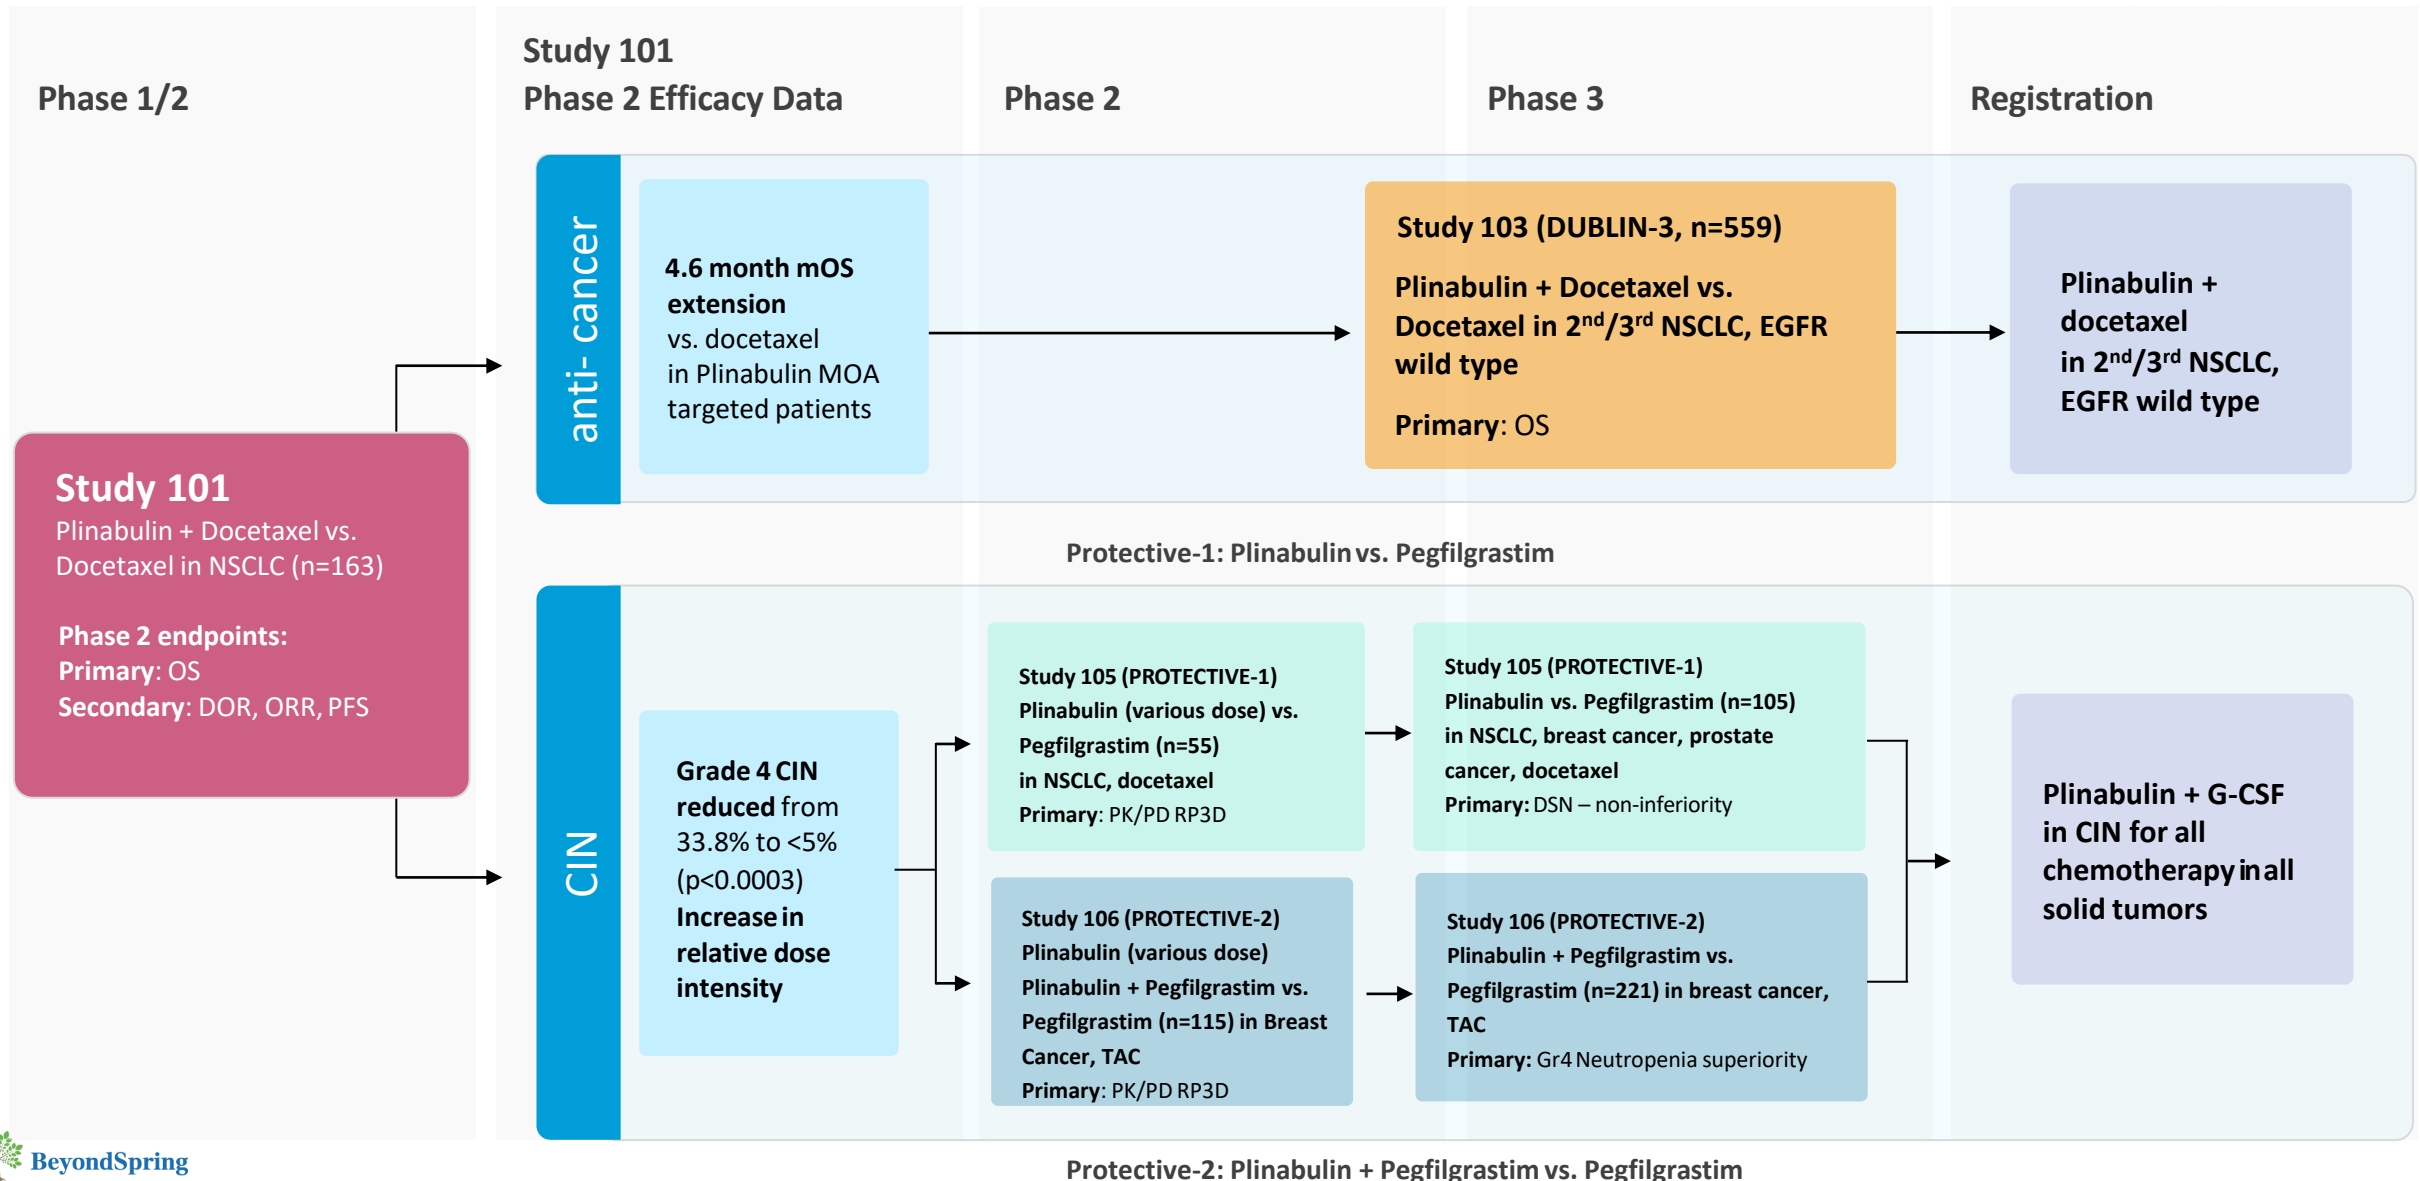 Phase 1/2
Study 101
Phase 2 Efficacy Data
Phase 2
Phase 3
Registration
Study 101
Plinabulin + Docetaxel vs.
Docetaxel in NSCLC (n=163)
Phase 2 endpoints:
Primary: OS
Secondary: DOR, ORR, PFS
anti- cancer
4.6 month mOS
extension
vs. docetaxel
in Plinabulin MOA
targeted patients
Study 103 (DUBLIN-3, n=559)
Plinabulin + Docetaxel vs.
Docetaxel in 2nd/3rd NSCLC, EGFR
wild type
Primary: OS
Plinabulin +
docetaxel
in 2nd/3rd NSCLC,
EGFR wild type
Protective-1: Plinabulin vs. Pegfilgrastim
CIN
Grade 4 CIN
reduced from
33.8% to <5%
(p<0.0003)
Increase in
relative dose
intensity
Study 105 (PROTECTIVE-1)
Plinabulin (various dose) vs.
Pegfilgrastim (n=55)
in NSCLC, docetaxel
Primary: PK/PD RP3D
Study 105 (PROTECTIVE-1)
Plinabulin vs. Pegfilgrastim (n=105)
in NSCLC, breast cancer, prostate
cancer, docetaxel
Primary: DSN – non-inferiority
Study 106 (PROTECTIVE-2)
Plinabulin (various dose)
Plinabulin + Pegfilgrastim vs.
Pegfilgrastim (n=115) in Breast
Cancer, TAC
Primary: PK/PD RP3D
Study 106 (PROTECTIVE-2)
Plinabulin + Pegfilgrastim vs.
Pegfilgrastim (n=221) in breast cancer,
TAC
Primary: Gr4 Neutropenia superiority
Plinabulin + G-CSF
in CIN for all
chemotherapy in all
solid tumors
BeyondSpring
Protective-2: Plinabulin + Pegfilgrastim vs. Pegfilgrastim